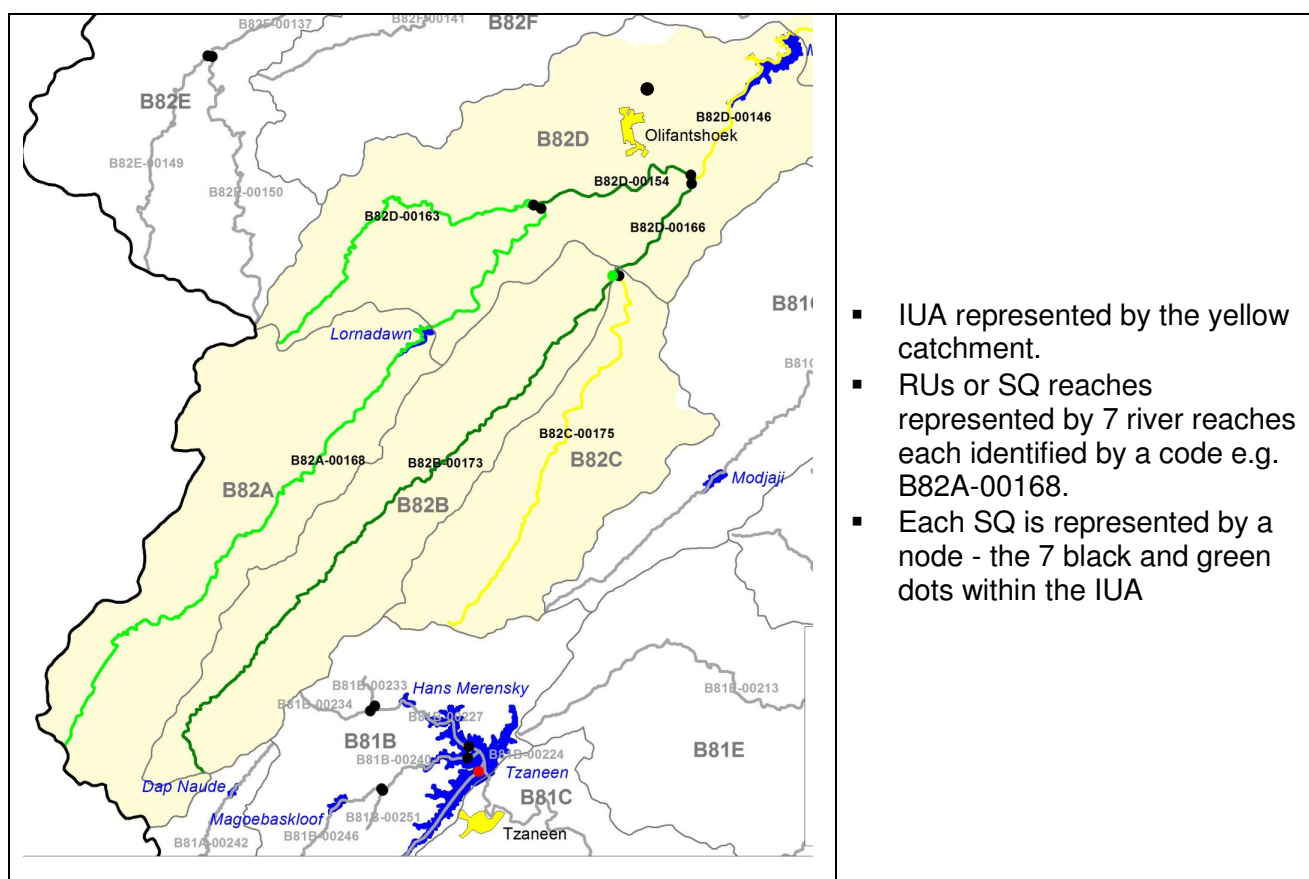 B82F-00137
B82F-00141
B82F
B82E
B82D-00146
B82D
Olifantshoek
B82E-00149
B82D-00154
B82E-00150
B82D-00163
B82D-00166
Lornadawn
B82C-00175
B82A-00168
B82B-00173
B82C
B82A
Modjaji
B82B
B81B-00233
Hans Merensky
B81B-00234
B81E-00213
B81B-00227
B81B
B81B-00224
B81E
B81B-00240
Tzaneen
Dap Naude
B81C
Magoebaskloof
B81B-00251
B81B-00246
Tzaneen
B81A-00242
▪ IUA represented by the yellow
catchment.
▪ RUs or SQ reaches
represented by 7 river reaches
each identified by a code e.g.
B82A-00168.
▪ Each SQ is represented by a
node - the 7 black and green
dots within the IUA